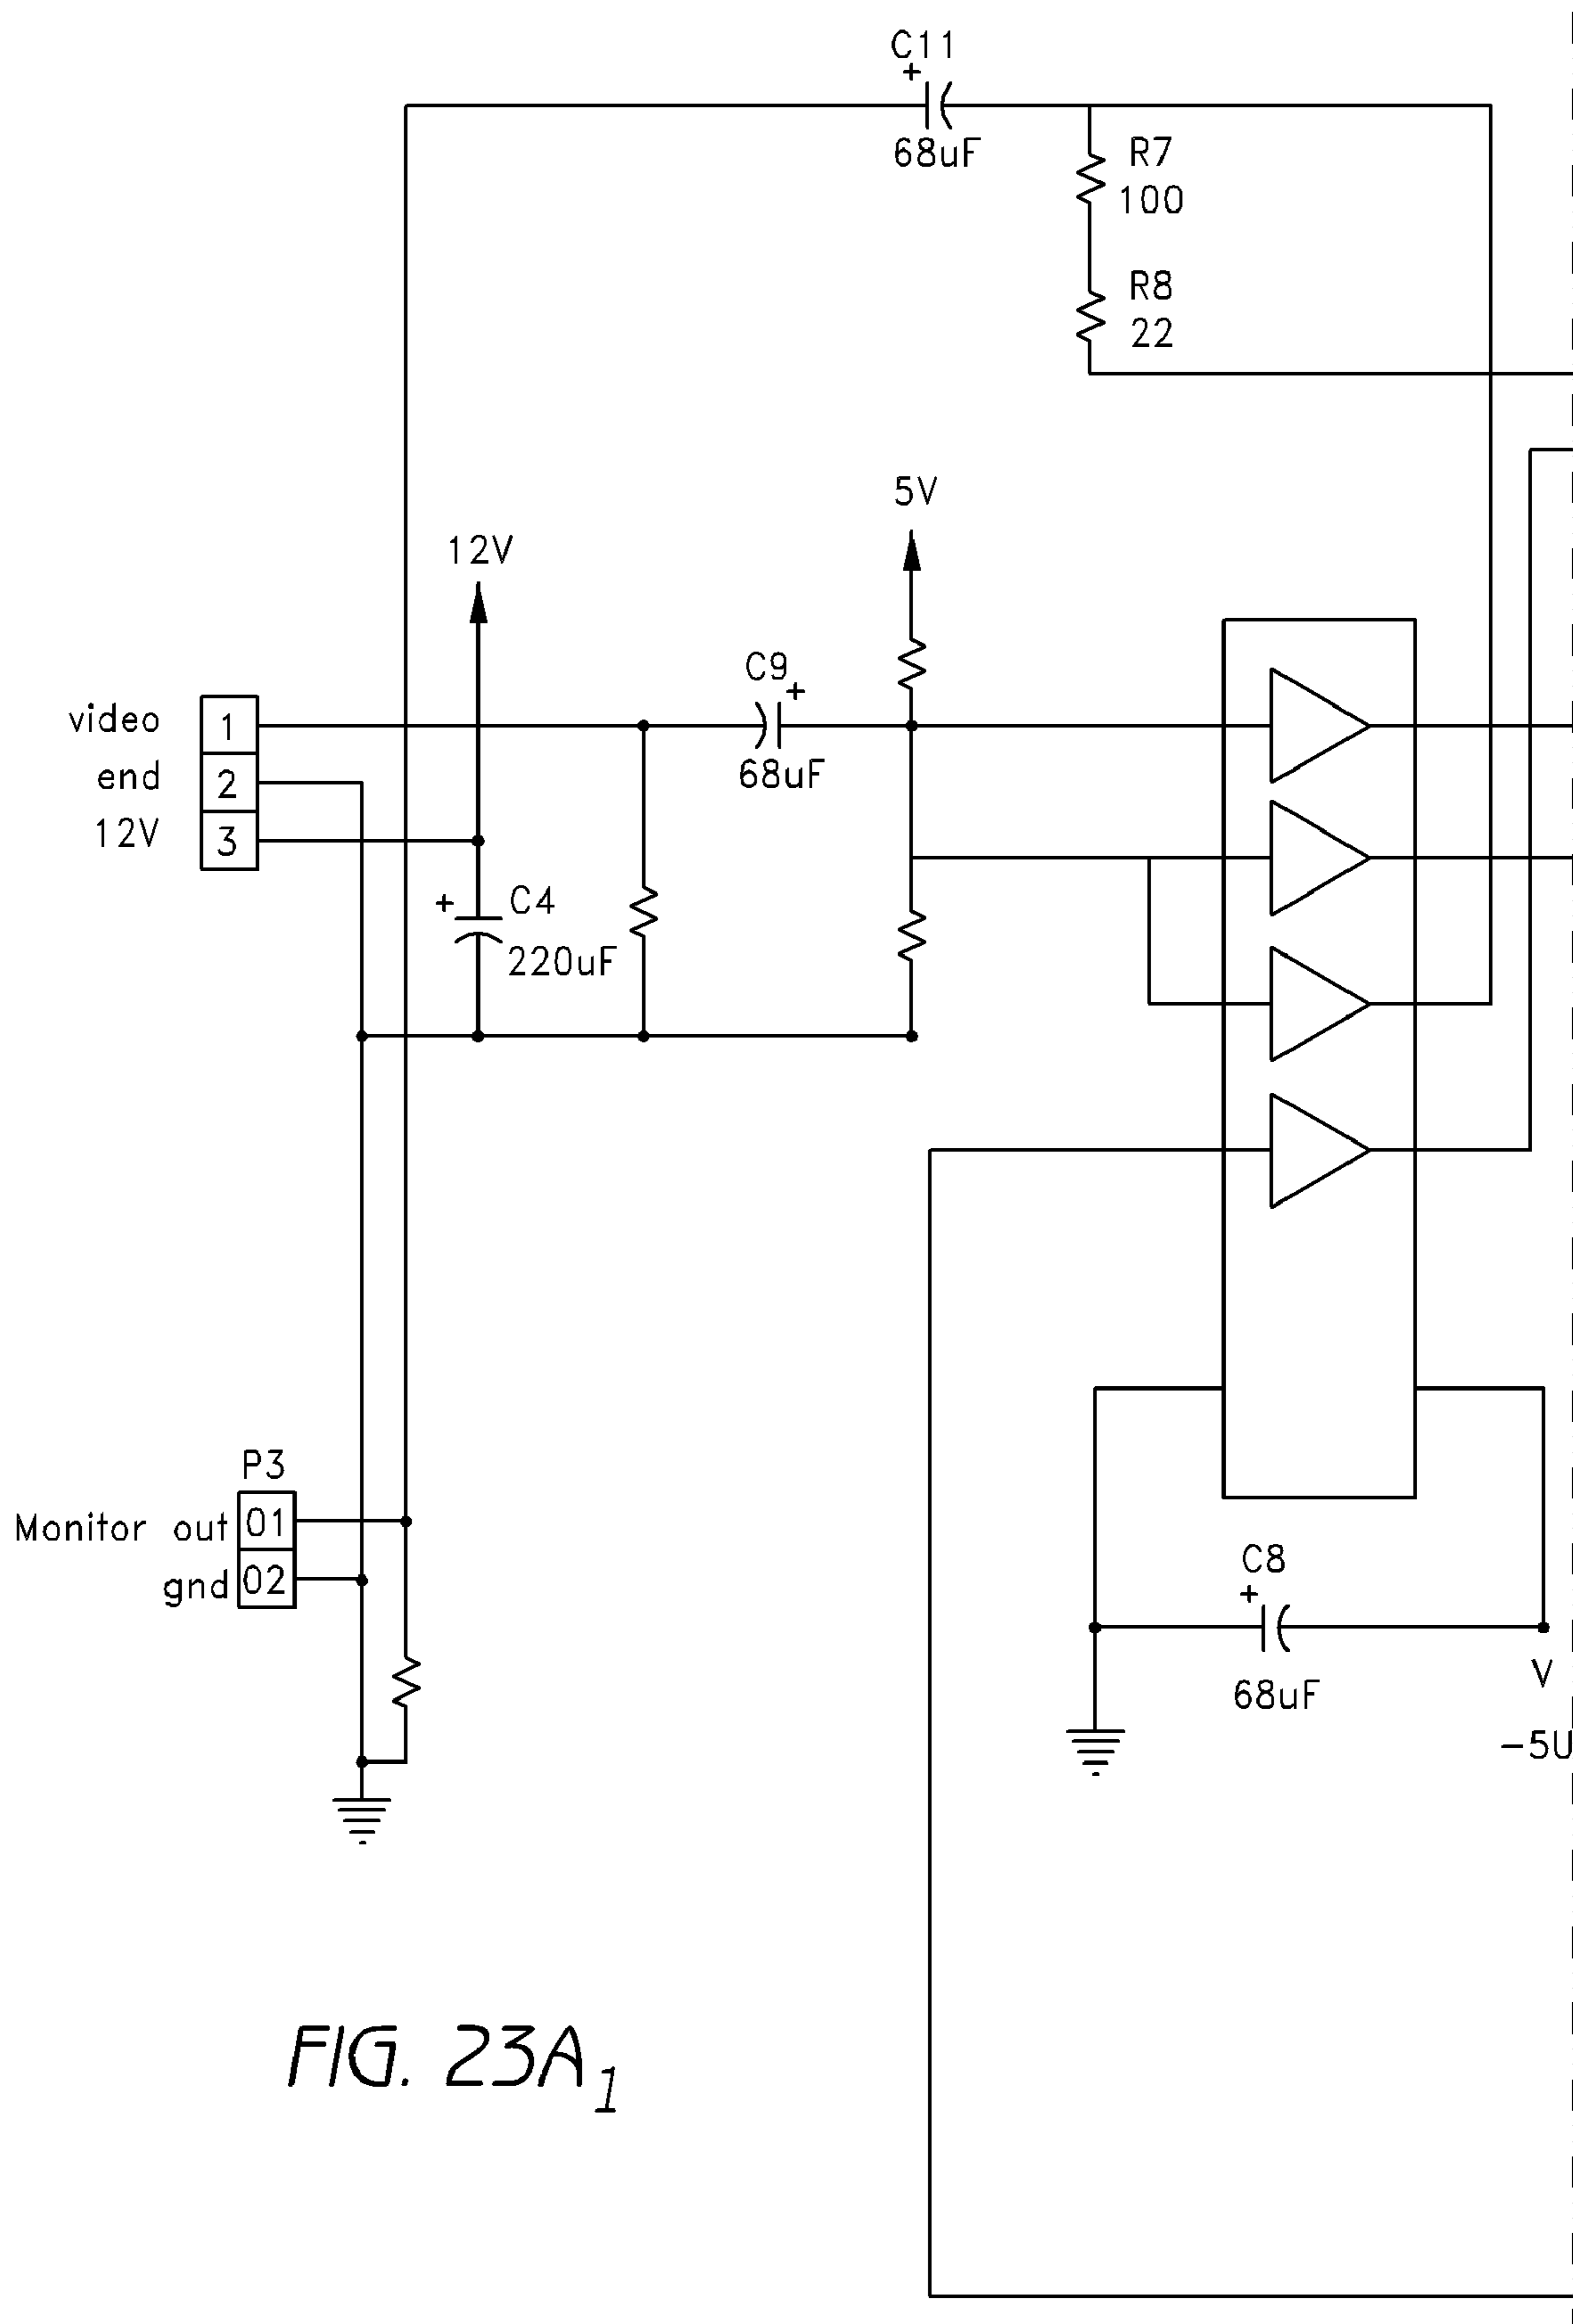 C11
+
68uF
R7
100
R8
22
5V
12V
C9
+
68uF
video 1
end 2
12V 3
+ C4
220uF
P3
Monitor out 01
gnd 02
C8
+
68uF
V
-5U
FIG. 23A1